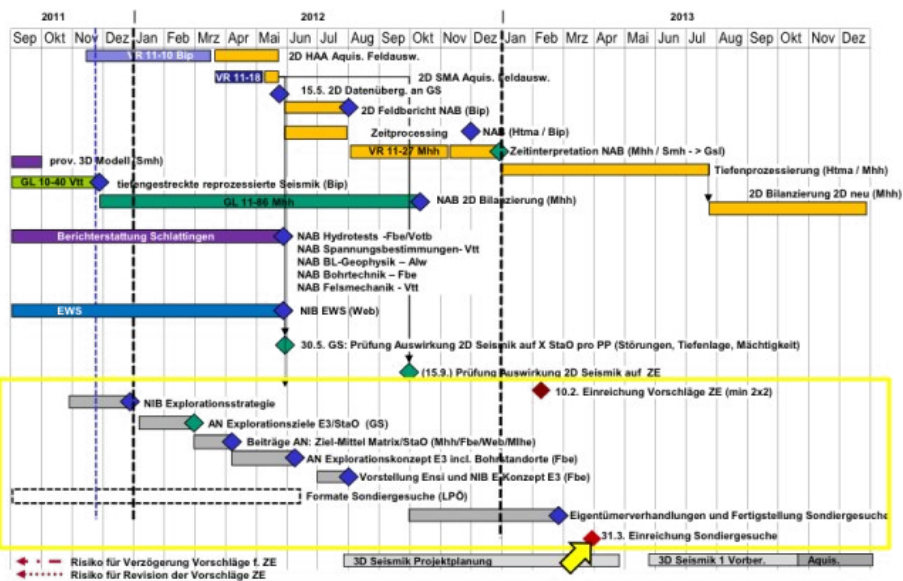 2011 | 2012 | 2013
Sep Okt Nov Dez Jan Feb Mrz Apr Mai Jun Jul Aug Sep Okt Nov Dez Jan Feb Mrz Apr Mai Jun Jul Aug Sep Okt Nov Dez
VR 11-10 Bip 2D HAA Aquis. Feldausw.
VR 11-18 2D SMA Aquis. Feldausw.
15.5. 2D Datenüberg. an GS
2D Feldbericht NAB (Bip)
Zeitprocessing NAB (Htma / Bip)
VR 11-27 Mhh Zeitinterpretation NAB (Mhh / Smh - > Gsl)
prov. 3D Modell (Smh)
Tiefenprozessierung (Htma / Mhh)
GL 10-40 Vtt tiefengestreckte reprozessierte Seismik (Bip)
2D Bilanzierung 2D neu (Mhh)
GL 11-86 Mhh NAB 2D Bilanzierung (Mhh)
Berichterstattung Schlattingen NAB Hydrotests -Fbe/Votb
NAB Spannungsbestimmungen- Vtt
NAB BL-Geophysik – Alw
NAB Bohrtechnik – Fbe
NAB Felsmechanik - Vtt
EWS NIB EWS (Web)
30.5. GS: Prüfung Auswirkung 2D Seismik auf X StaO pro PP (Störungen, Tiefenlage, Mächtigkeit)
(15.9.) Prüfung Auswirkung 2D Seismik auf ZE
10.2. Einreichung Vorschläge ZE (min 2x2)
NIB Explorationsstrategie
AN Explorationsziele E3/StaO (GS)
Beiträge AN: Ziel-Mittel Matrix/StaO (Mhh/Fbe/Web/Mlhe)
AN Explorationskonzept E3 incl. Bohrstandorte (Fbe)
Vorstellung Ensi und NIB E-Konzept E3 (Fbe)
Formate Sondiergesuche (LPÖ)
Eigentümerverhandlungen und Fertigstellung Sondiergesuche
31.3. Einreichung Sondiergesuche
Risiko für Verzögerung Vorschläge f. ZE
3D Seismik Projektplanung 3D Seismik 1 Vorber. Aquis.
Risiko für Revision der Vorschläge ZE